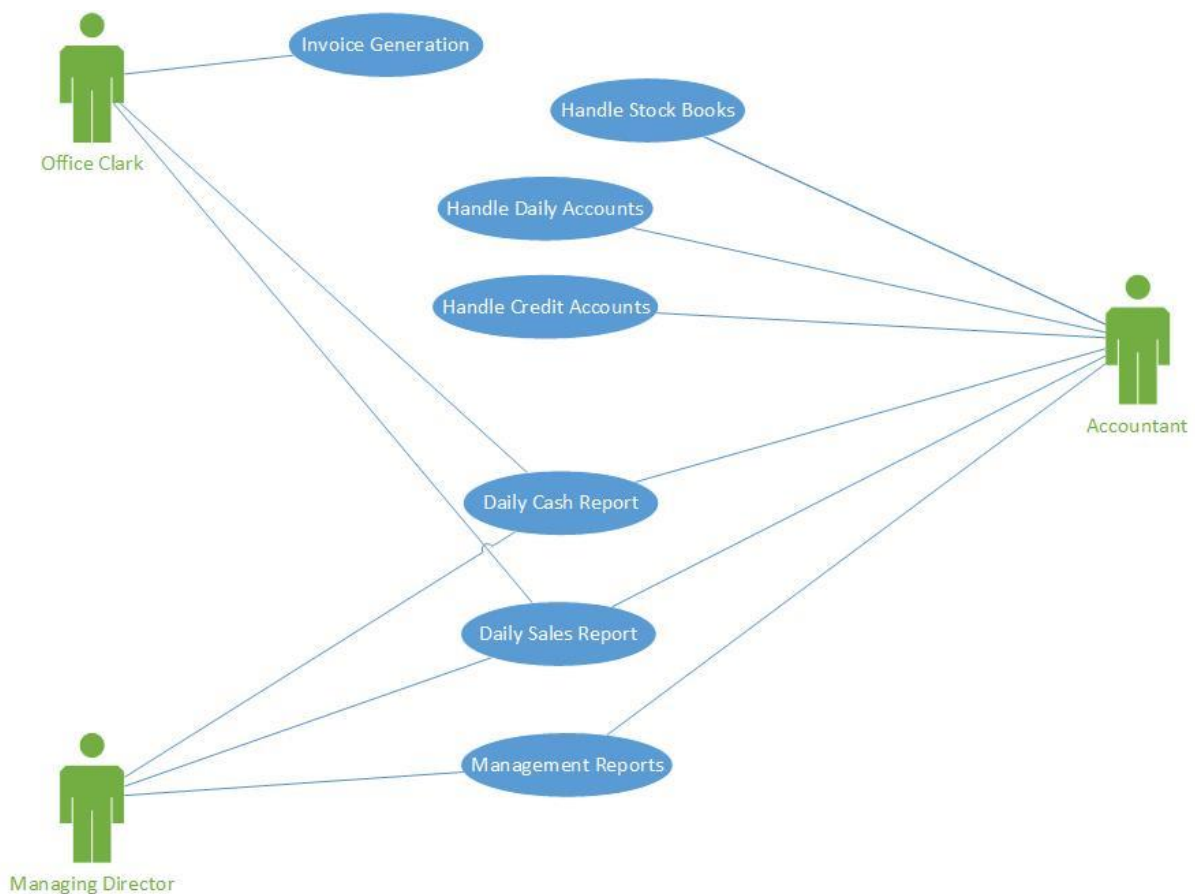 Invoice Generation
Handle Stock Books
Office Clark
Handle Daily Accounts
Handle Credit Accounts
Accountant
Daily Cash Report
Daily Sales Report
Management Reports
Managing Director